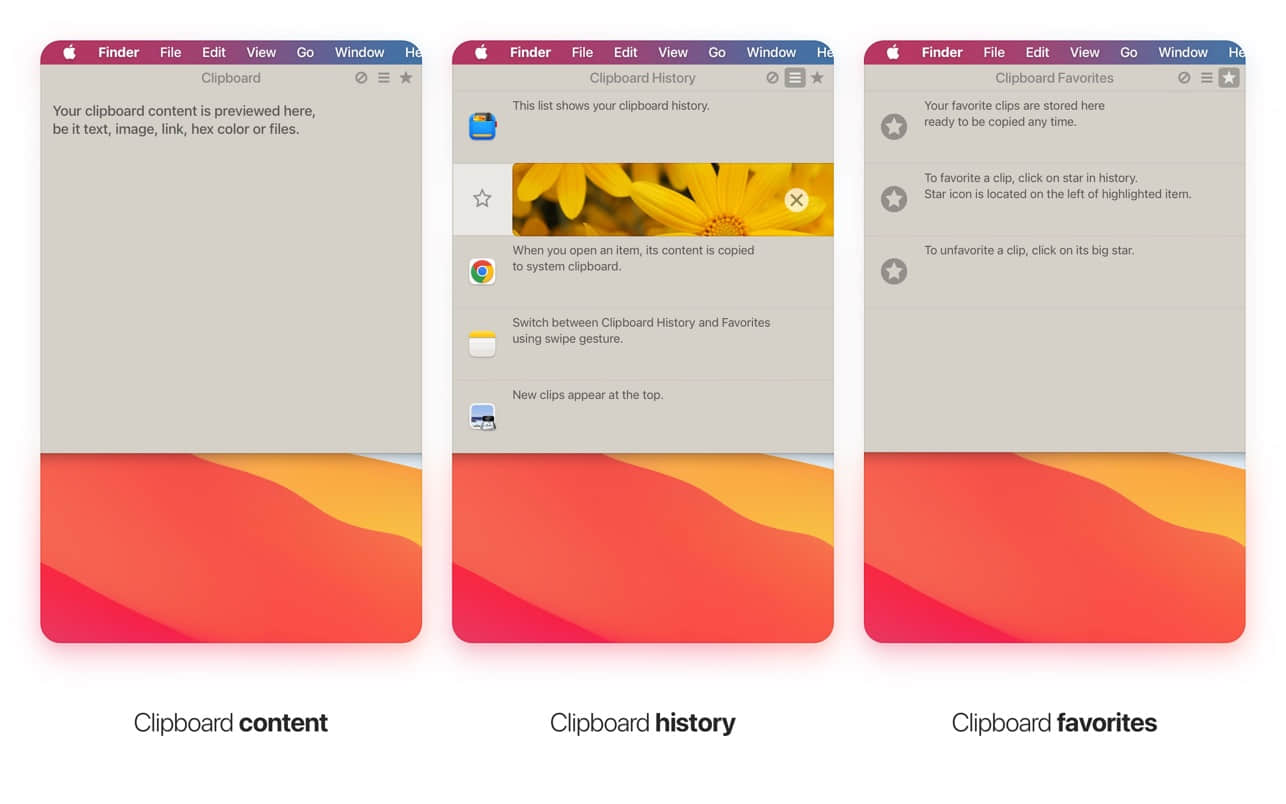 Finder File Edit View Go Window He
Clipboard
Your clipboard content is previewed here,
be it text, image, link, hex color or files.
Clipboard content
Finder File Edit View Go Window He
Clipboard History
This list shows your clipboard history.
When you open an item, its content is copied
to system clipboard.
Switch between Clipboard History and Favorites
using swipe gesture.
New clips appear at the top.
Clipboard history
Finder File Edit View Go Window He
Clipboard Favorites
Your favorite clips are stored here
ready to be copied any time.
To favorite a clip, click on star in history.
Star icon is located on the left of highlighted item.
To unfavorite a clip, click on its big star.
Clipboard favorites